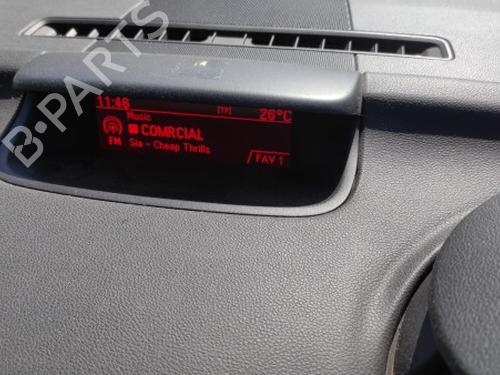 B-PARTS
11:46 [TP] 26°C
Music
COMRCIAL
FM Sia - Cheap Thrills
FAV 1